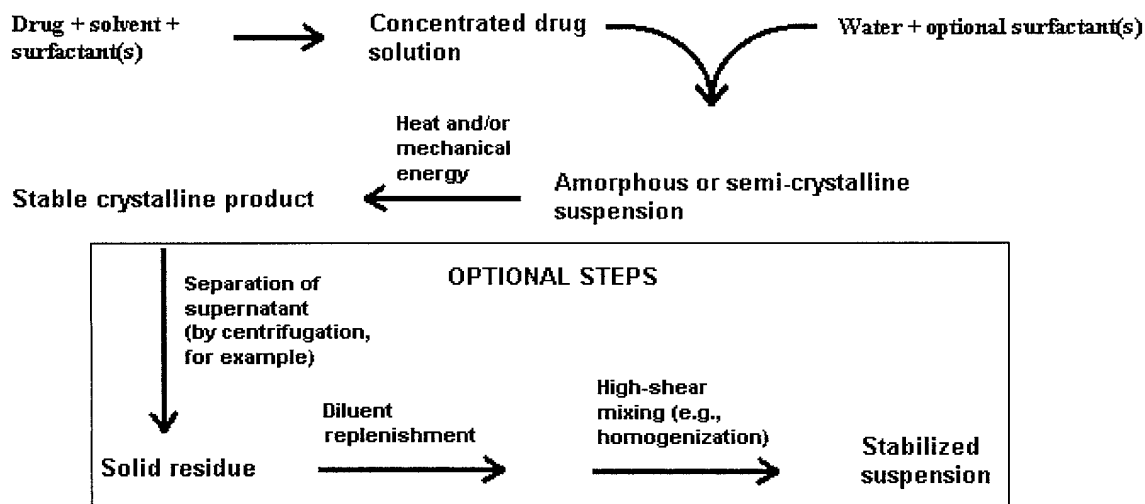 Drug + solvent +
surfactant(s)
Concentrated drug
solution
Water + optional surfactant(s)
Heat and/or
mechanical
energy
Stable crystalline product
Amorphous or semi-crystalline
suspension
OPTIONAL STEPS
Separation of
supernatant
(by centrifugation,
for example)
Solid residue
Diluent
replenishment
High-shear
mixing (e.g.,
homogenization)
Stabilized
suspension